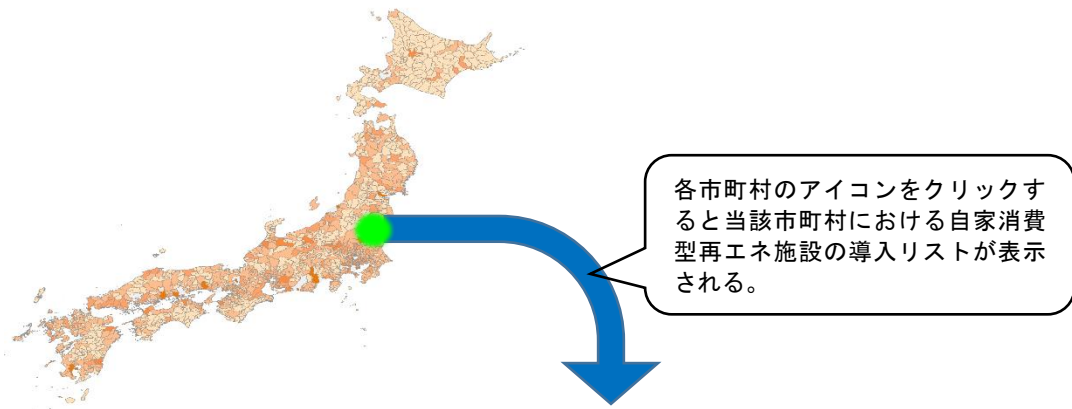 各市町村のアイコンをクリックす
ると当該市町村における自家消費
型再エネ施設の導入リストが表示
される。